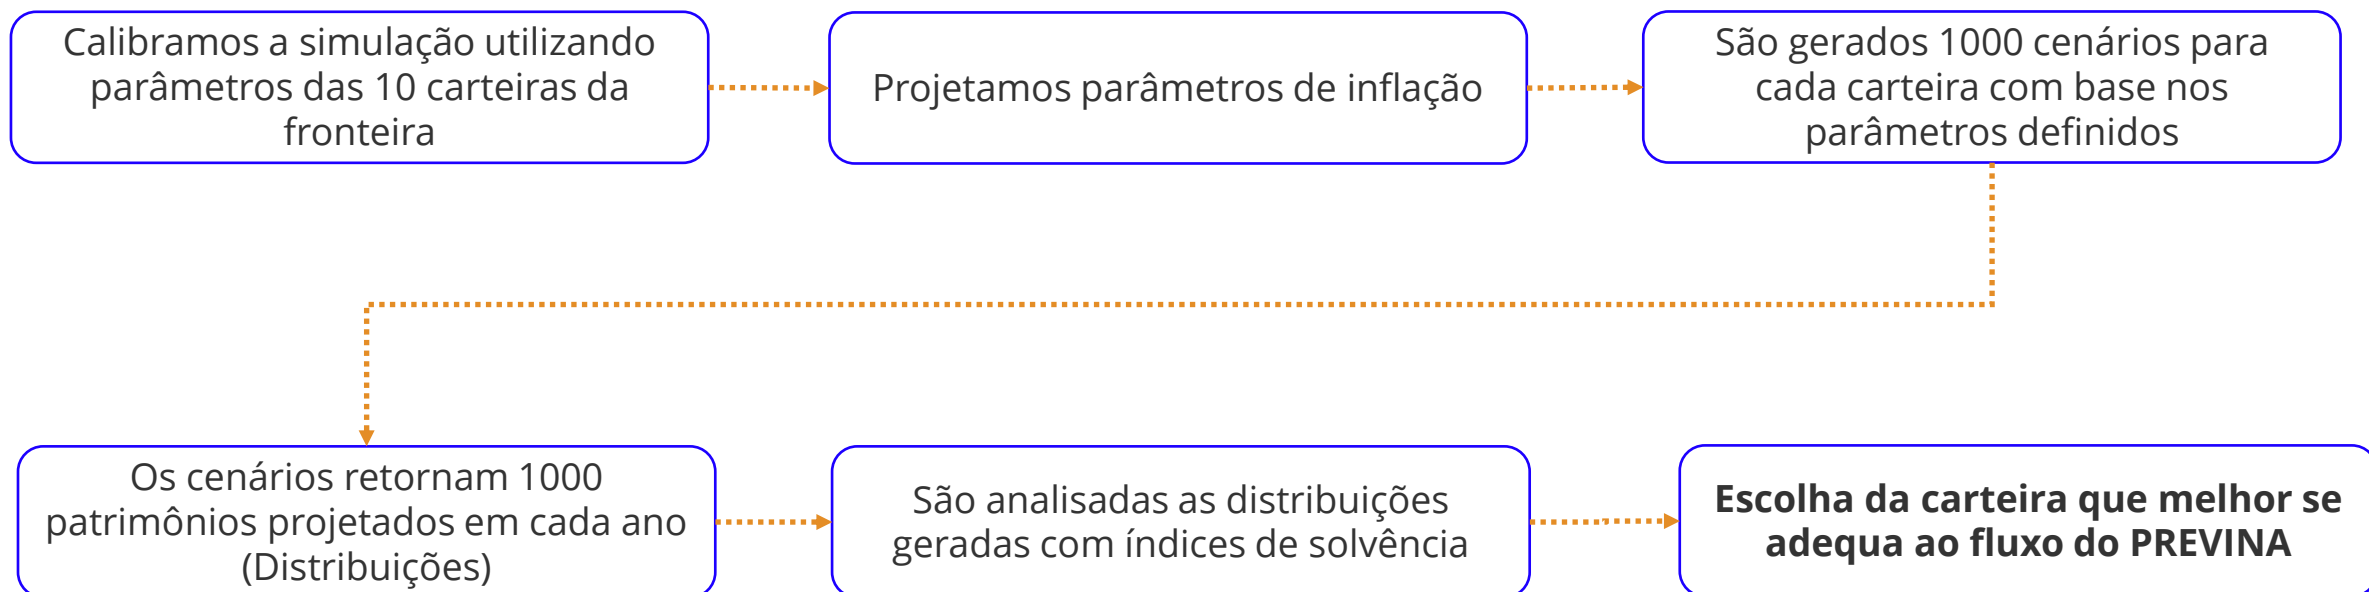 Calibramos a simulação utilizando
parâmetros das 10 carteiras da
fronteira
Projetamos parâmetros de inflação
São gerados 1000 cenários para
cada carteira com base nos
parâmetros definidos
Os cenários retornam 1000
patrimônios projetados em cada ano
(Distribuições)
São analisadas as distribuições
geradas com índices de solvência
Escolha da carteira que melhor se
adequa ao fluxo do PREVINA